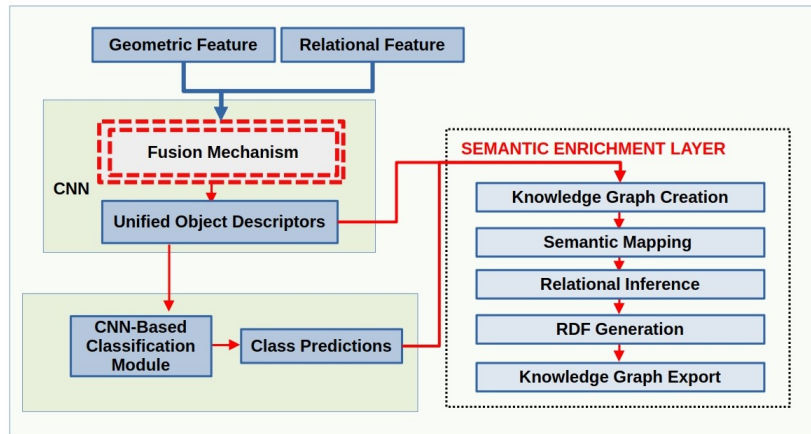 Geometric Feature
Relational Feature
Fusion Mechanism
CNN
Unified Object Descriptors
CNN-Based
Classification
Module
Class Predictions
SEMANTIC ENRICHMENT LAYER
Knowledge Graph Creation
Semantic Mapping
Relational Inference
RDF Generation
Knowledge Graph Export